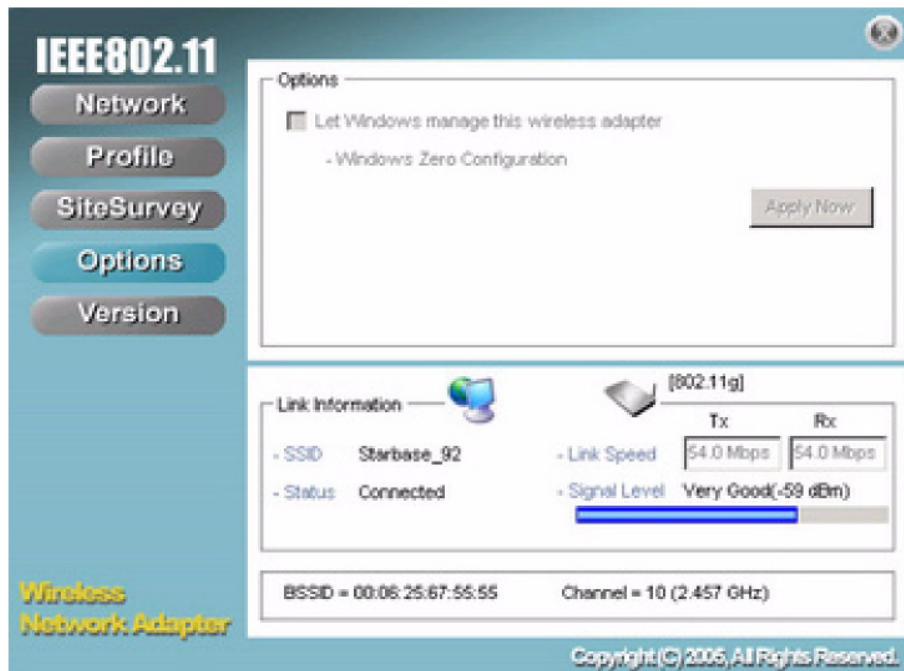 IEEE802.11
Network
Profile
SiteSurvey
Options
Version
Wireless
Network Adapter
Options
Let Windows manage this wireless adapter
- Windows Zero Configuration
Apply Now
Link Information
[802.11g]
Tx Rx
- SSID Starbase_92
- Link Speed 54.0 Mbps 54.0 Mbps
- Status Connected
- Signal Level Very Good(-59 dBm)
BSSID = 00:06:25:67:55:55 Channel = 10 (2.457 GHz)
Copyright (C) 2005, All Rights Reserved.